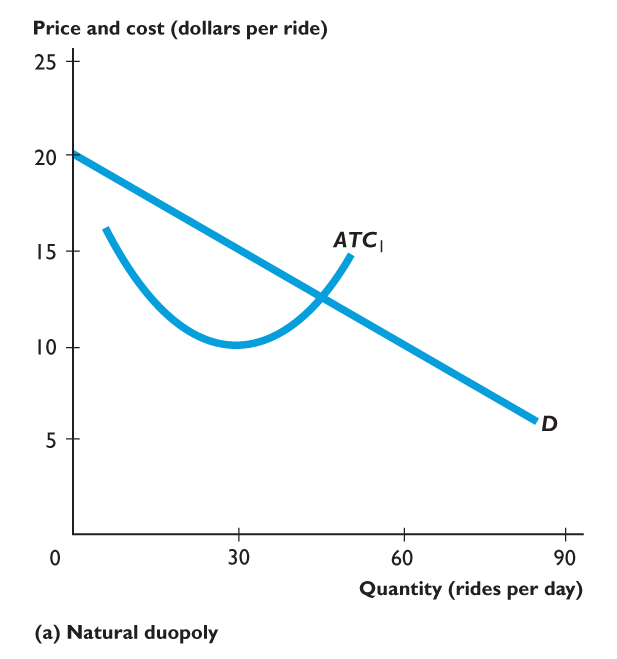 Price and cost (dollars per ride)
25
20
15
10
5
0
30
60
90
ATC1
D
Quantity (rides per day)
(a) Natural duopoly